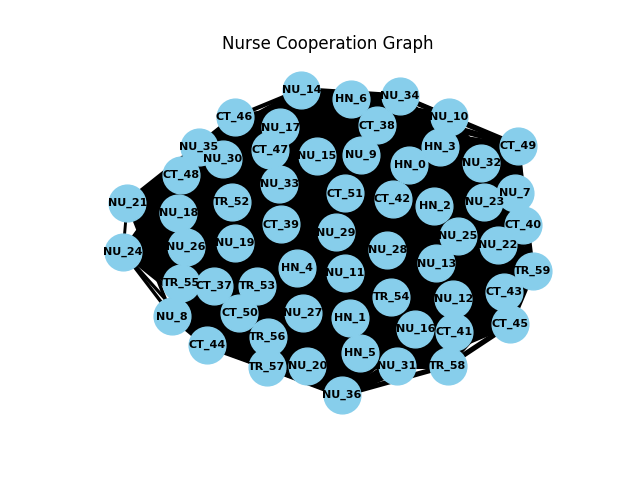 Nurse Cooperation Graph
NU_14
HN_6
NU_34
CT_46
NU_17
CT_38
NU_10
NU_35
NU_30
CT_47
NU_15
NU_9
HN_0
HN_3
NU_32
CT_49
CT_48
NU_33
CT_51
CT_42
NU_21
NU_18
TR_52
HN_2
NU_23
NU_7
CT_39
NU_29
NU_25
CT_40
NU_24
NU_26
NU_19
HN_4
NU_11
NU_28
NU_13
NU_22
TR_59
TR_55
CT_37
TR_53
TR_54
NU_12
CT_43
NU_8
CT_50
NU_27
HN_1
NU_16
CT_41
CT_45
CT_44
TR_56
HN_5
TR_57
NU_20
NU_31
TR_58
NU_36